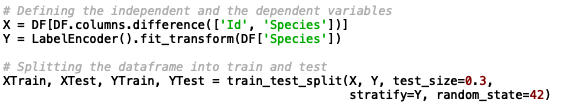 # Defining the independent and the dependent variables
X = DF[DF.columns.difference(['Id', 'Species'])]
Y = LabelEncoder().fit_transform(DF['Species'])
# Splitting the dataframe into train and test
XTrain, XTest, YTrain, YTest = train_test_split(X, Y, test_size=0.3,
stratify=Y, random_state=42)